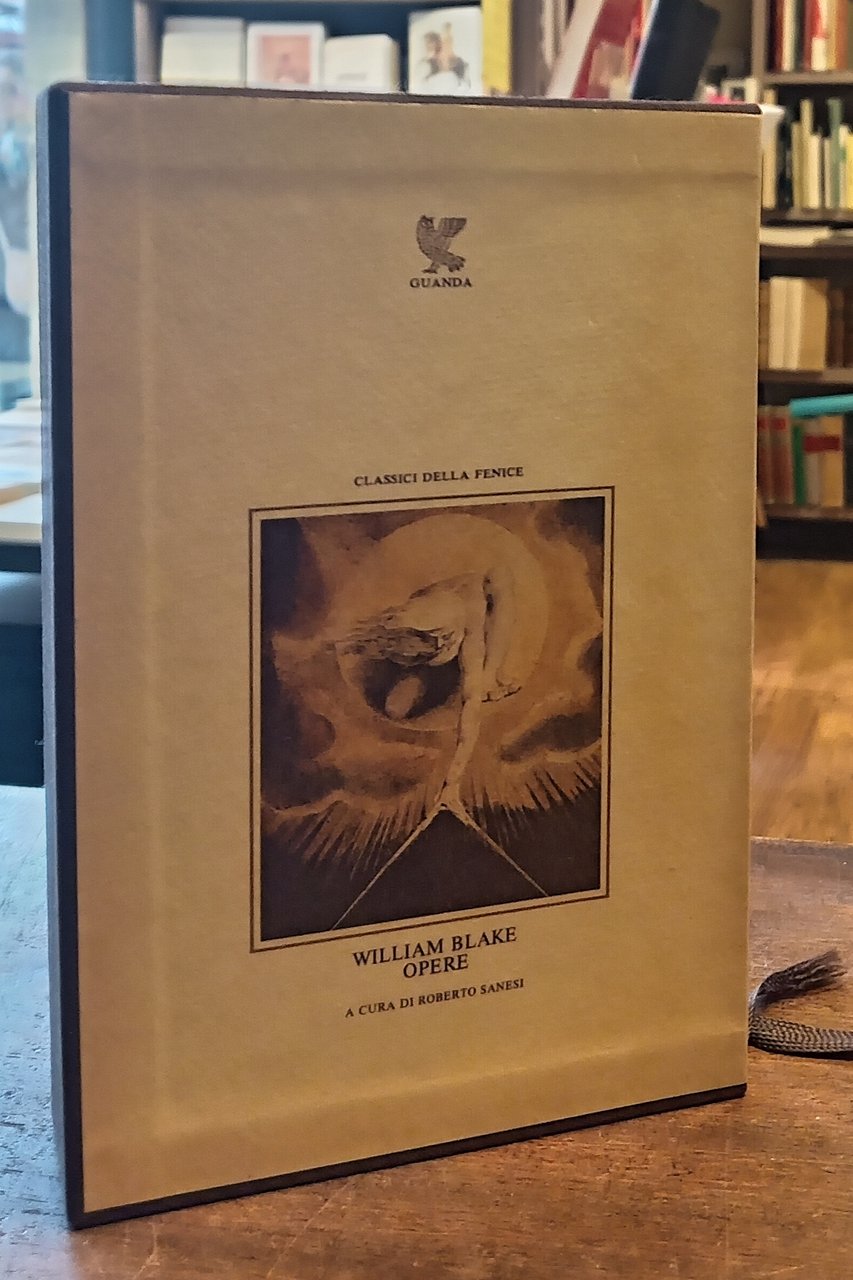 GUANDA
CLASSICI DELLA FENICE
WILLIAM BLAKE
OPERE
A CURA DI ROBERTO SANESI